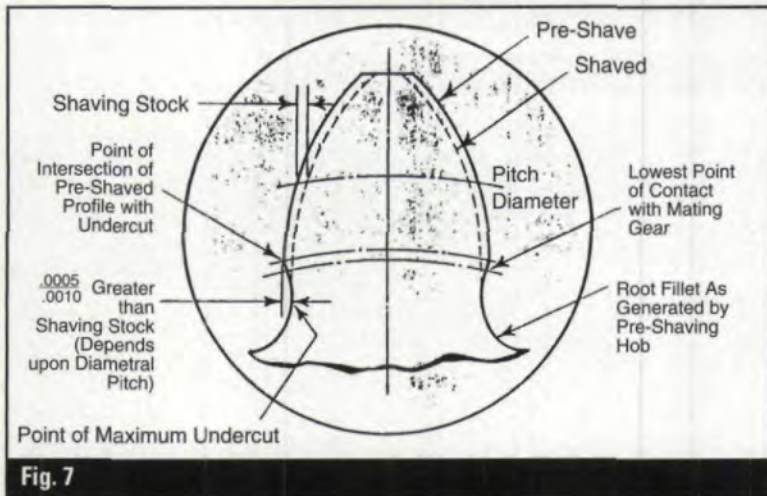 Pre-Shave
Shaved
Shaving Stock
Point of
Intersection of
Pre-Shaved
Profile with
Undercut
Pitch
Diameter
Lowest Point
of Contact
with Mating
Gear
.0005
.0010 Greater
than
Shaving Stock
(Depends
upon Diametral
Pitch)
Root Fillet As
Generated by
Pre-Shaving
Hob
Point of Maximum Undercut
Fig. 7